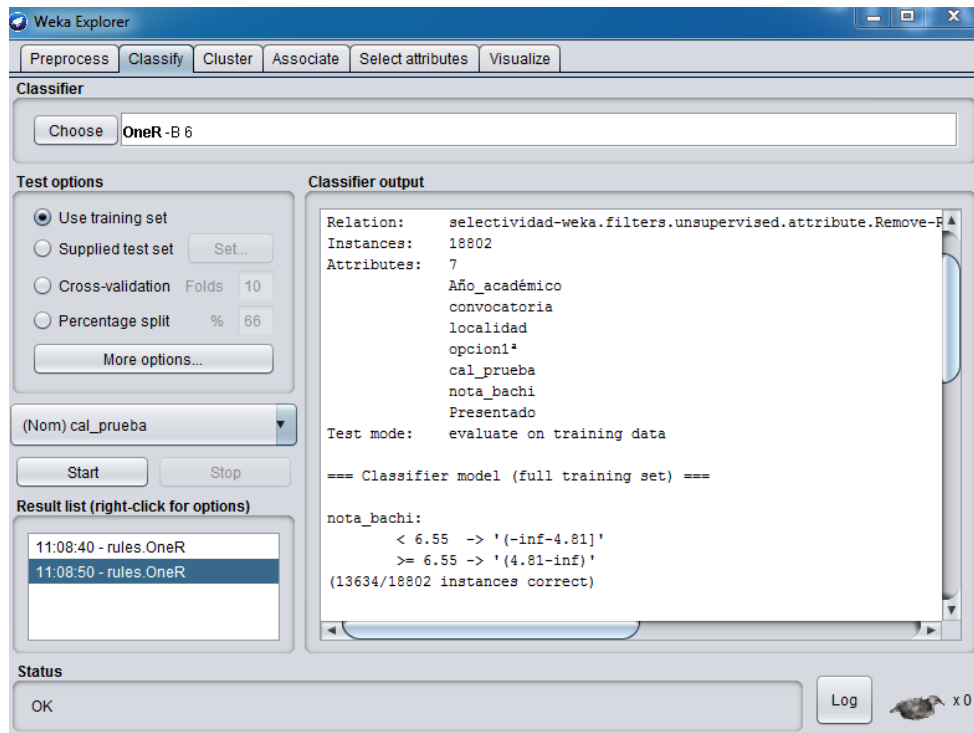 Weka Explorer
Preprocess Classify Cluster Associate Select attributes Visualize
Classifier
Choose OneR -B 6
Test options
Use training set
Supplied test set Set...
Cross-validation Folds 10
Percentage split % 66
More options...
(Nom) cal_prueba
Start Stop
Result list (right-click for options)
11:08:40 - rules.OneR
11:08:50 - rules.OneR
Classifier output
Relation: selectividad-weka.filters.unsupervised.attribute.Remove-R
Instances: 18802
Attributes: 7
Año_académico
convocatoria
localidad
opcion1ª
cal_prueba
nota_bachi
Presentado
Test mode: evaluate on training data
=== Classifier model (full training set) ===
nota_bachi:
< 6.55 -> '(-inf-4.81]'
>= 6.55 -> '(4.81-inf)'
(13634/18802 instances correct)
Status
OK
Log
x 0